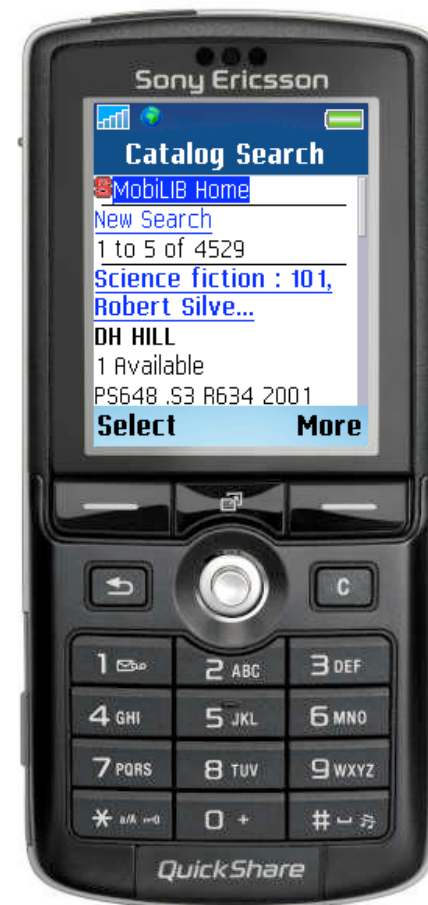 Sony Ericsson
Catalog Search
MobiLIB Home
New Search
1 to 5 of 4529
Science fiction : 101,
Robert Silve...
DH HILL
1 Available
PS648 .S3 R634 2001
Select More
C
1 2 ABC 3 DEF
4 GHI 5 JKL 6 MNO
7 PQRS 8 TUV 9 WXYZ
* a/A 0 + #
QuickShare